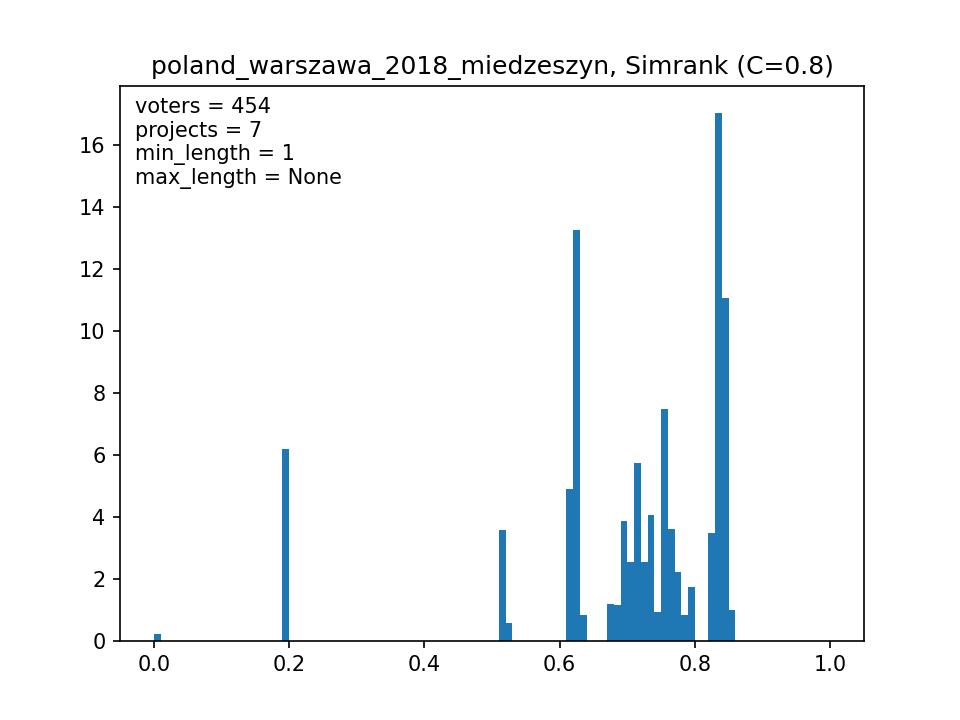 poland_warszawa_2018_miedzeszyn, Simrank (C=0.8)
voters = 454
projects = 7
min_length = 1
max_length = None
16
14
12
10
8
6
4
2
0
0.0 0.2 0.4 0.6 0.8 1.0